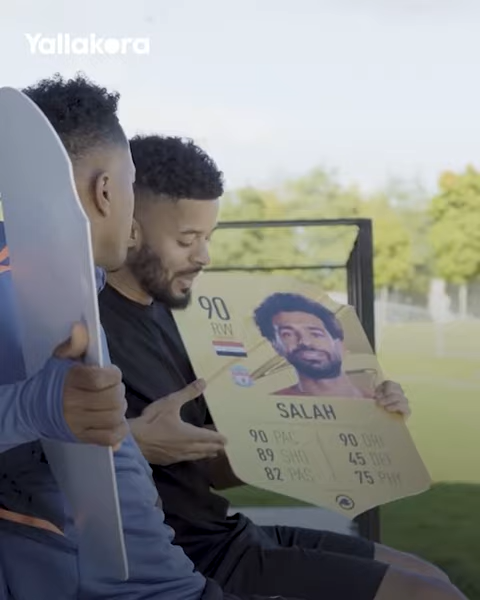 Yallakora
90
RW
SALAH
90 PAC 90 DRI
89 SHO 45 DEF
82 PAS 75 PHY